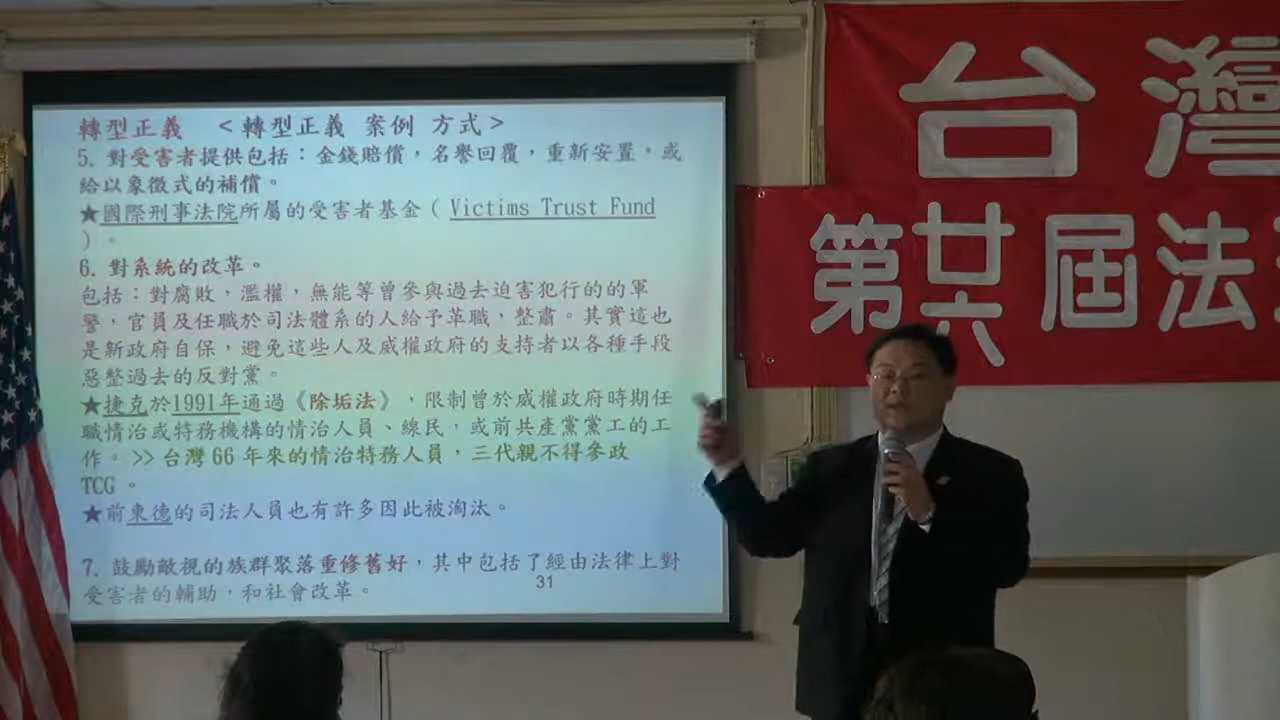 轉型正義 <轉型正義 案例 方式>
5. 對受害者提供包括：金錢賠償，名譽回覆，重新安置，或
給以象徵式的補償。
★國際刑事法院所屬的受害者基金（Victims Trust Fund
）。
6. 對系統的改革。
包括：對腐敗，濫權，無能等曾參與過去迫害犯行的的軍
警，官員及任職於司法體系的人給予革職，整肅。其實這也
是新政府自保，避免這些人及威權政府的支持者以各種手段
惡整過去的反對黨。
★捷克於1991年通過《除垢法》，限制曾於威權政府時期任
職情治或特務機構的情治人員、線民，或前共產黨黨工的工
作。>>台灣 66 年來的情治特務人員，三代親不得參政
TCG 。
★前東德的司法人員也有許多因此被淘汰。
7. 鼓勵敵視的族群聚落重修舊好，其中包括了經由法律上對
受害者的輔助，和社會改革。
31
台灣
第廿六屆法